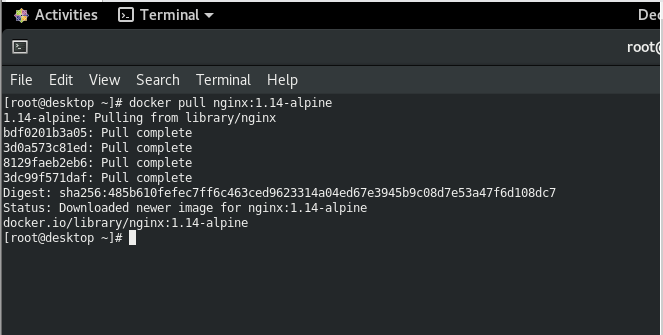 Activities Terminal Dec
root@
File Edit View Search Terminal Help
[root@desktop ~]# docker pull nginx:1.14-alpine
1.14-alpine: Pulling from library/nginx
bdf0201b3a05: Pull complete
3d0a573c81ed: Pull complete
8129faeb2eb6: Pull complete
3dc99f571daf: Pull complete
Digest: sha256:485b610fefec7ff6c463ced9623314a04ed67e3945b9c08d7e53a47f6d108dc7
Status: Downloaded newer image for nginx:1.14-alpine
docker.io/library/nginx:1.14-alpine
[root@desktop ~]#